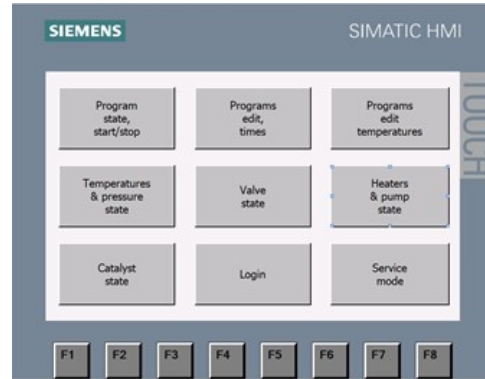 SIEMENS
SIMATIC HMI
TOUCH
Program
state,
start/stop
Programs
edit,
times
Programs
edit
temperatures
Temperatures
& pressure
state
Valve
state
Heaters
& pump
state
Catalyst
state
Login
Service
mode
F1
F2
F3
F4
F5
F6
F7
F8